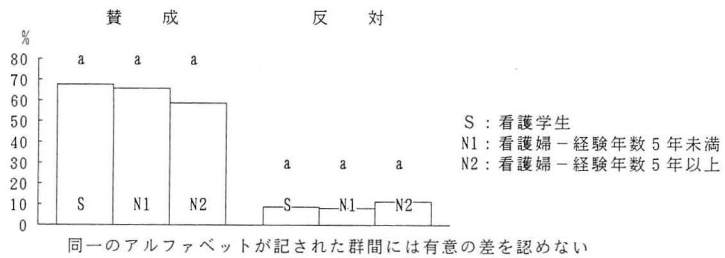 賛 成 反 対
%
80 a a a
70
60
50
40
30 a a a
20
10 S N1 N2 S N1 N2
0
S:看護学生
N1:看護婦-経験年数5年未満
N2:看護婦-経験年数5年以上
同一のアルファベットが記された群間には有意の差を認めない